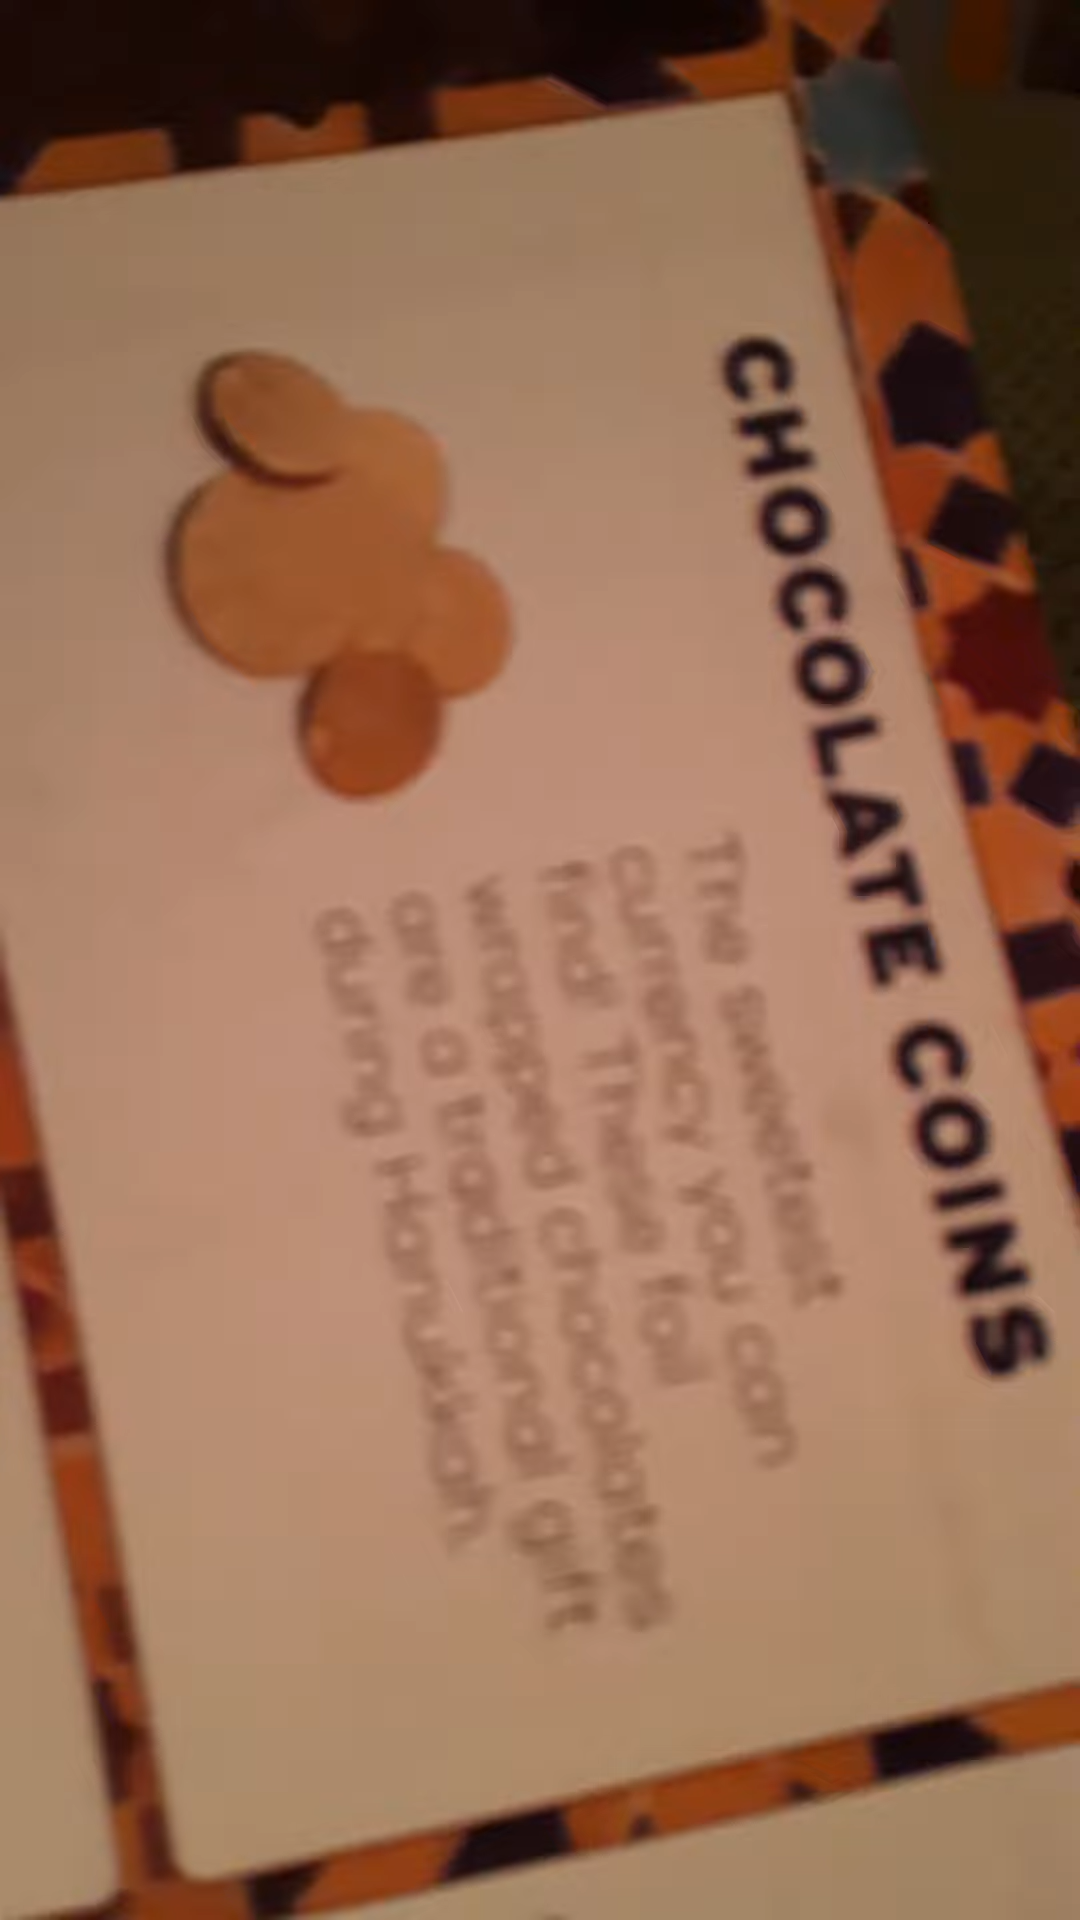 CHOCOLATE COINS
The sweetest
currency you can
find! These foil
wrapped chocolates
are a traditional gift
during Hanukkah